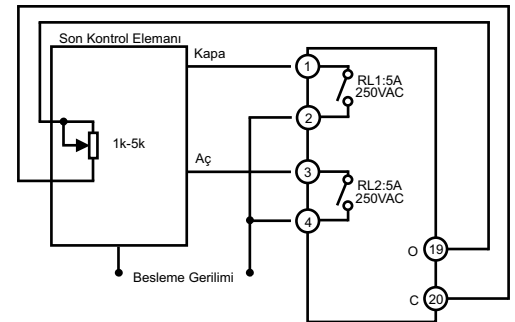 Son Kontrol Elemanı
Kapa
1
RL1:5A
250VAC
2
1k-5k
Aç
3
RL2:5A
250VAC
4
O 19
Besleme Gerilimi
C 20